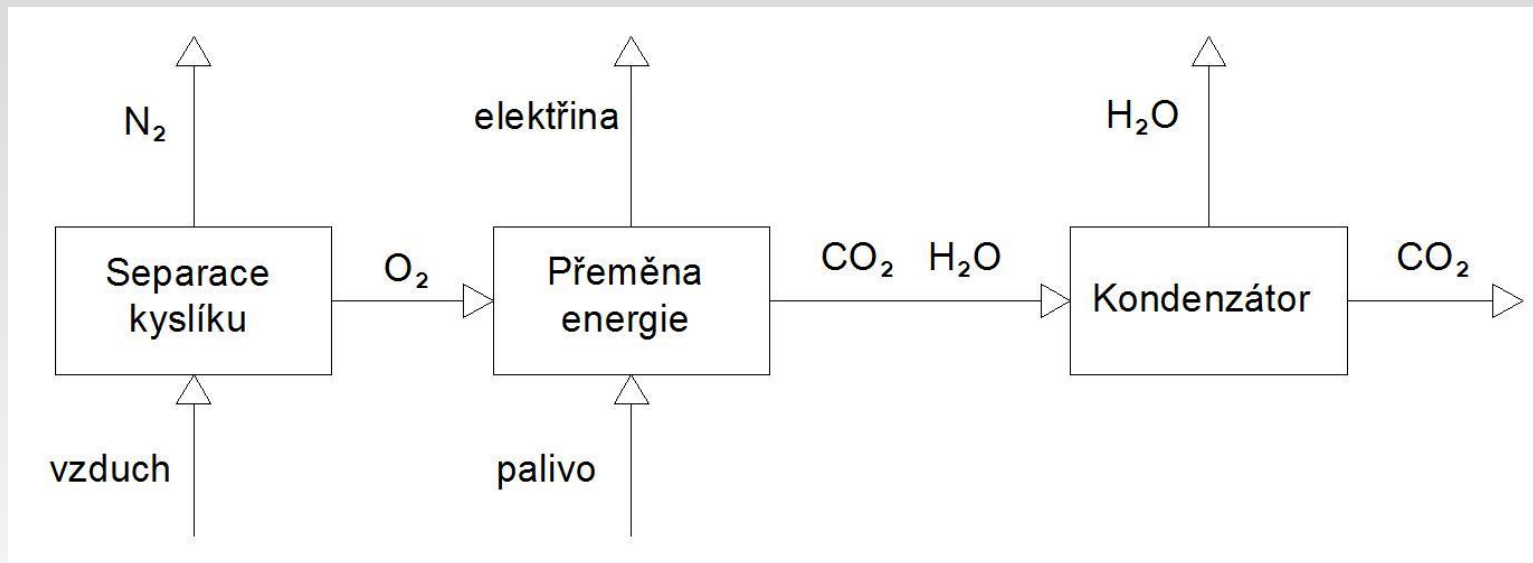 N₂
elektřina
H₂O
Separace
kyslíku
O₂
Přeměna
energie
CO₂ H₂O
Kondenzátor
CO₂
vzduch
palivo